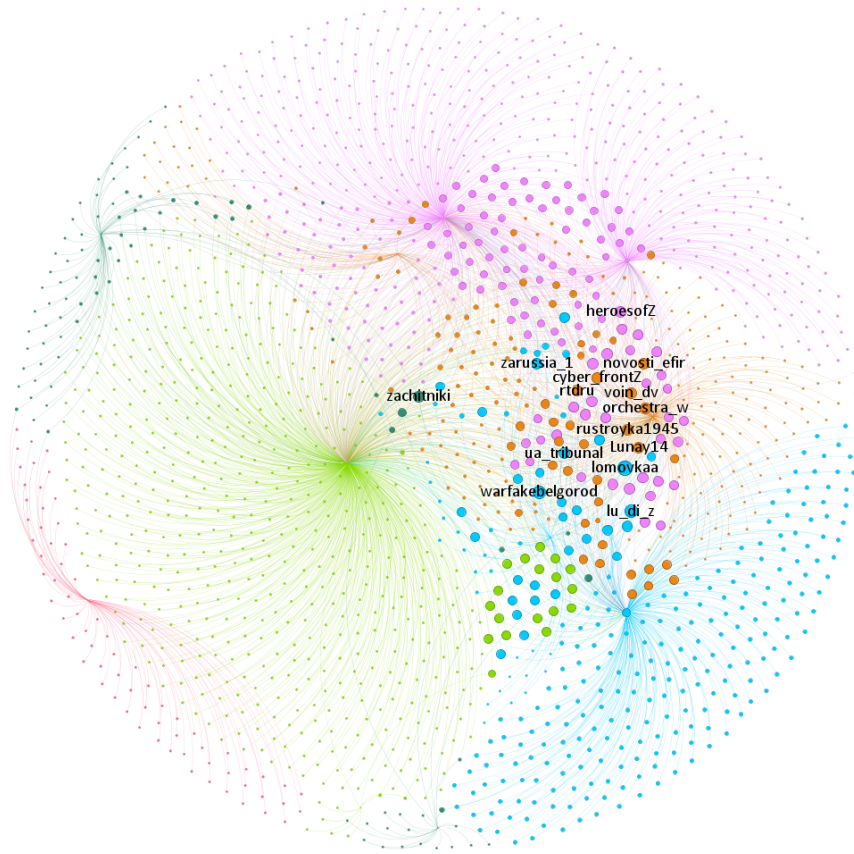 heroesofZ
zarussia_1
novosti_efir
cyber_frontZ
rtdru
voin_dv
zachitniki
orchestra_w
rustroyka1945
Lunay14
ua_tribunal
lomovkaa
warfakebelgorod
lu_di_z